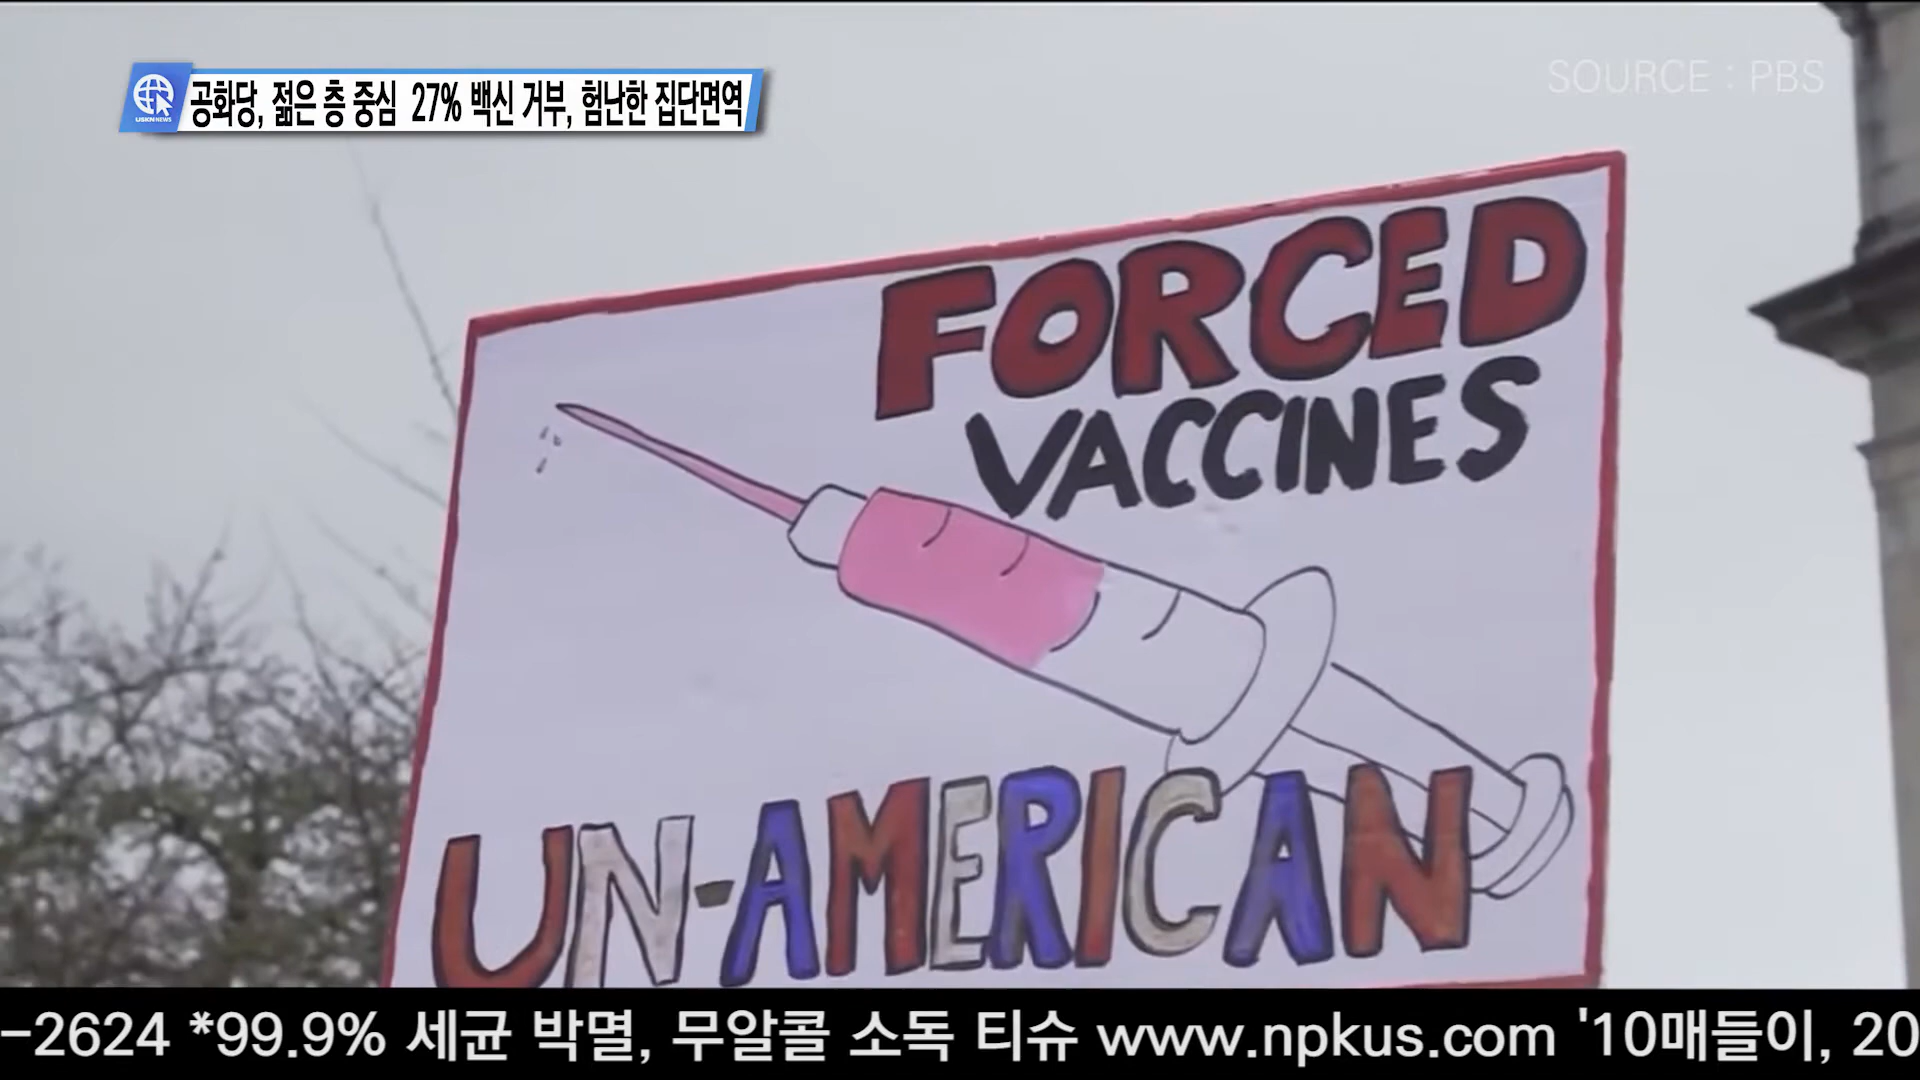 공화당, 젊은 층 중심 27% 백신 거부, 험난한 집단면역
USKN NEWS
SOURCE : PBS
FORCED
VACCINES
UN-AMERICAN
-2624 *99.9% 세균 박멸, 무알콜 소독 티슈 www.npkus.com '10매들이, 20